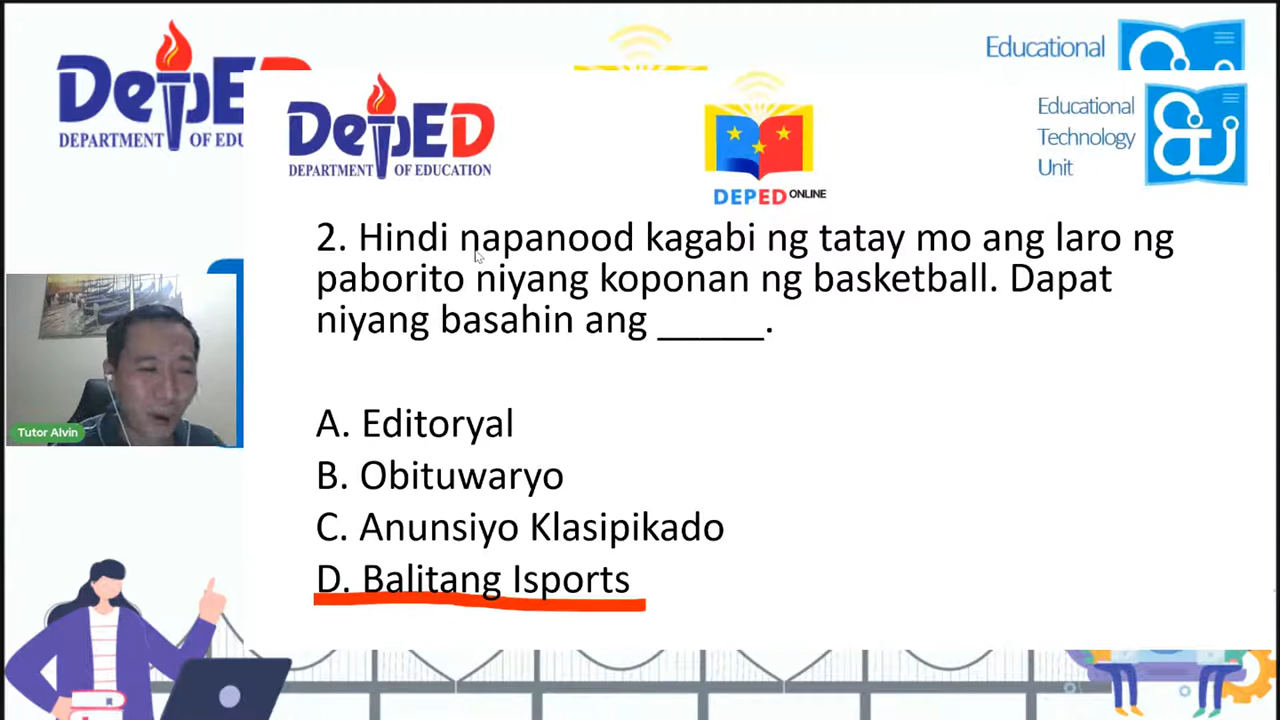 DepED
DEPARTMENT OF EDU
Educational
DepED
DEPARTMENT OF EDUCATION
DEPED ONLINE
Educational
Technology
Unit
2. Hindi napanood kagabi ng tatay mo ang laro ng
paborito niyang koponan ng basketball. Dapat
niyang basahin ang _____.
A. Editoryal
B. Obituwaryo
C. Anunsiyo Klasipikado
D. Balitang Isports
Tutor Alvin